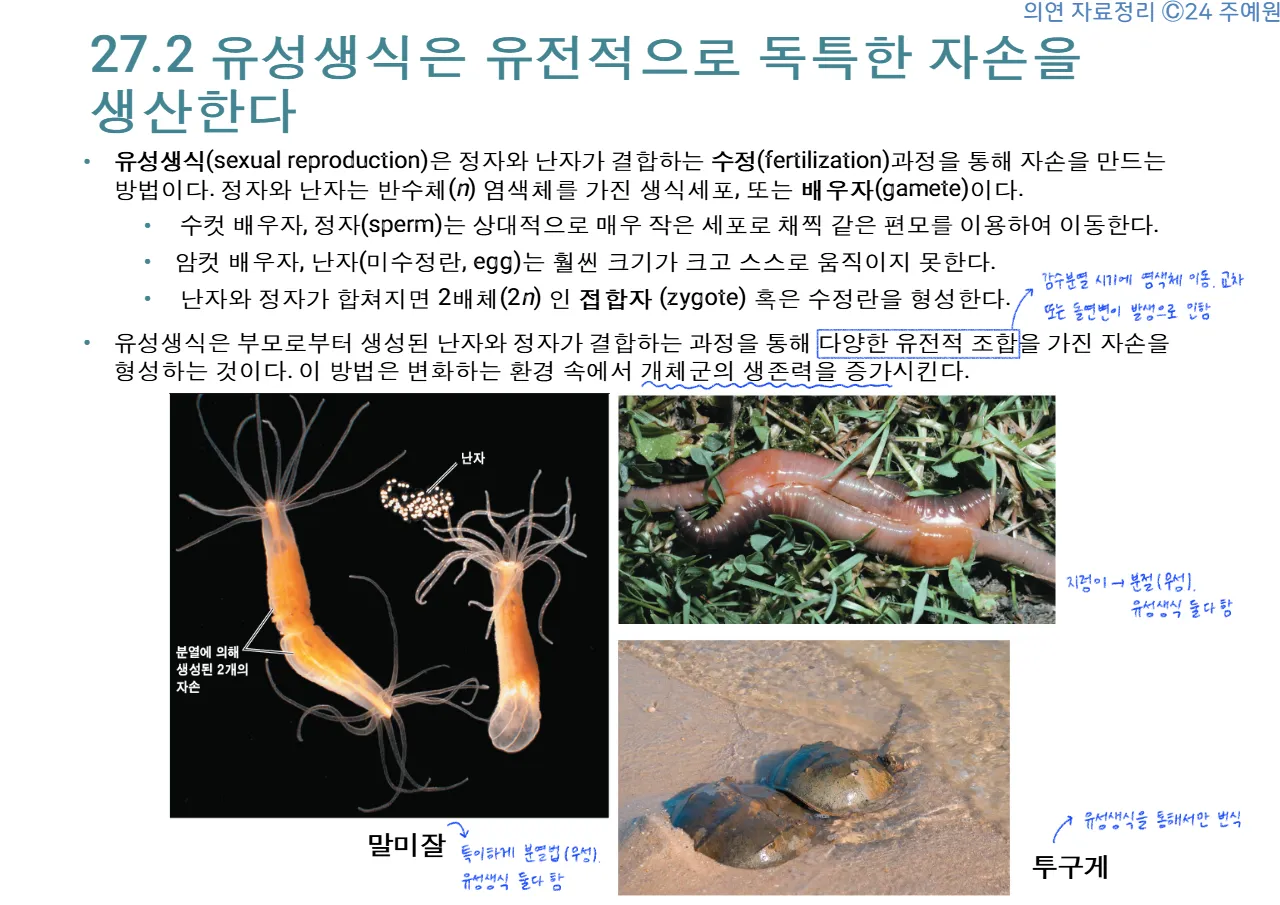 의연 자료정리 Ⓒ24 주예원
27.2 유성생식은 유전적으로 독특한 자손을
생산한다
• 유성생식(sexual reproduction)은 정자와 난자가 결합하는 수정(fertilization)과정을 통해 자손을 만드는
방법이다. 정자와 난자는 반수체(n) 염색체를 가진 생식세포, 또는 배우자(gamete)이다.
• 수컷 배우자, 정자(sperm)는 상대적으로 매우 작은 세포로 채찍 같은 편모를 이용하여 이동한다.
• 암컷 배우자, 난자(미수정란, egg)는 훨씬 크기가 크고 스스로 움직이지 못한다.
• 난자와 정자가 합쳐지면 2배체(2n) 인 접합자 (zygote) 혹은 수정란을 형성한다.
감수분열 시기에 염색체 이동, 교차
또는 돌연변이 발생으로 인함
• 유성생식은 부모로부터 생성된 난자와 정자가 결합하는 과정을 통해 다양한 유전적 조합을 가진 자손을
형성하는 것이다. 이 방법은 변화하는 환경 속에서 개체군의 생존력을 증가시킨다.
난자
분열에 의해
생성된 2개의
자손
지렁이 → 분절(무성),
유성생식 둘다 함
말미잘
특이하게 분열법(무성),
유성생식 둘다 함
유성생식을 통해서만 번식
투구게